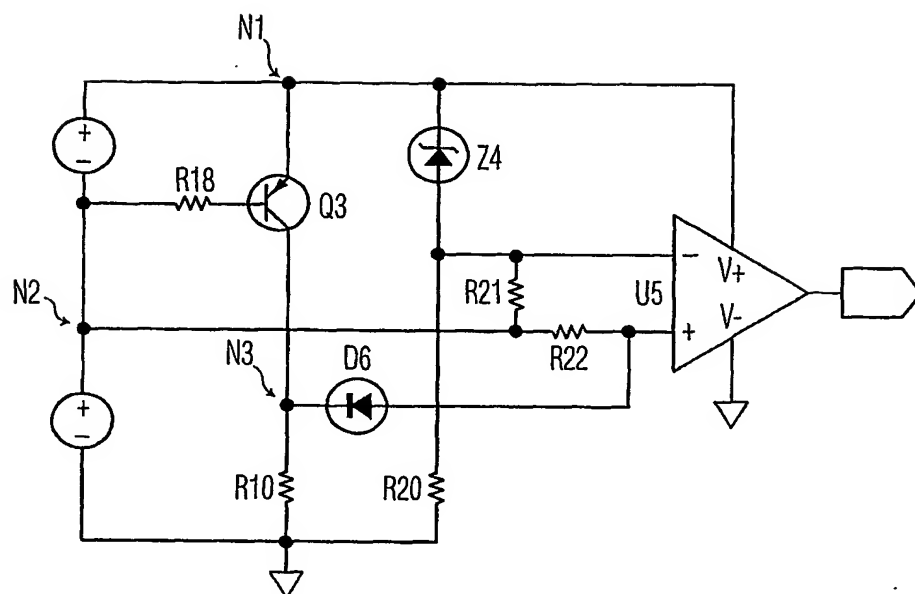 N1
+
−
R18
Q3
Z4
N2
R21
−
V+
U5
V-
+
R22
N3
D6
+
−
R10
R20